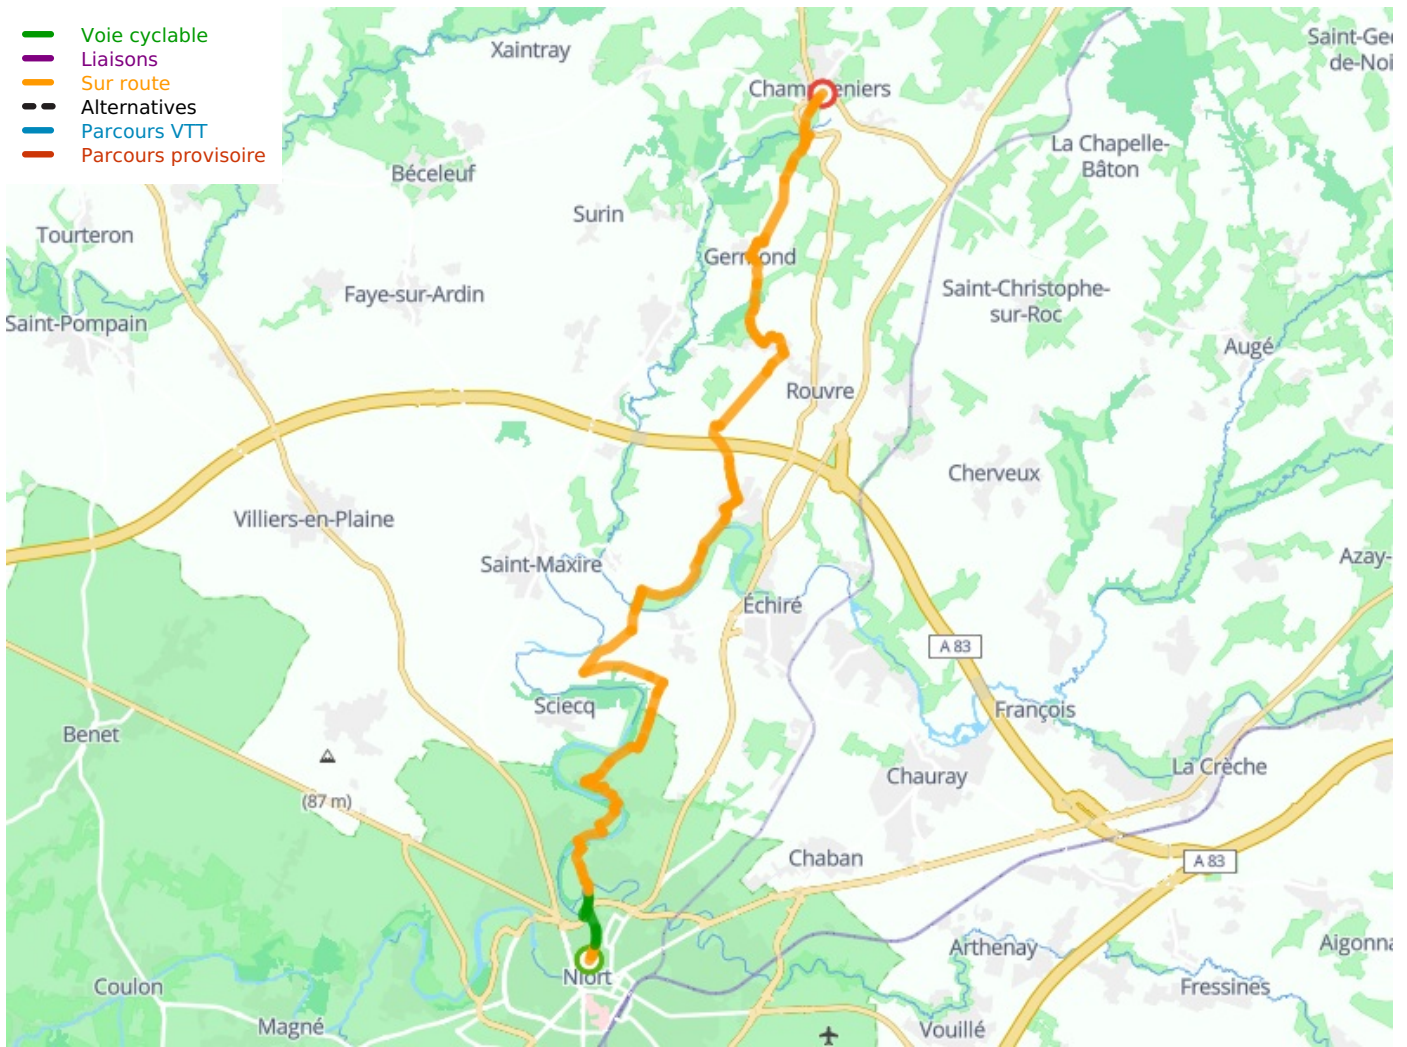 Voie cyclable
Liaisons
Sur route
Alternatives
Parcours VTT
Parcours provisoire
Xaintray
Saint-Ge
de-Noi
Béceleuf
La Chapelle-
Bâton
Surin
Tourteron
Faye-sur-Ardin
Saint-Christophe-
sur-Roc
Saint-Pompain
Augé
Rouvre
Cherveux
Villiers-en-Plaine
Saint-Maxire
Azay-
Échiré
A 83
Sciecq
François
Benet
La Crèche
Chauray
(87 m)
Chaban
A 83
Arthenay
Aigonna
Niort
Coulon
Fressines
Magné
Vouillé